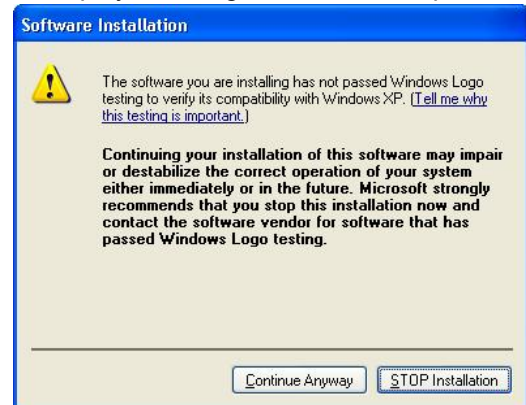 Software Installation
The software you are installing has not passed Windows Logo
testing to verify its compatibility with Windows XP. (Tell me why
this testing is important.)
Continuing your installation of this software may impair
or destabilize the correct operation of your system
either immediately or in the future. Microsoft strongly
recommends that you stop this installation now and
contact the software vendor for software that has
passed Windows Logo testing.
Continue Anyway
STOP Installation